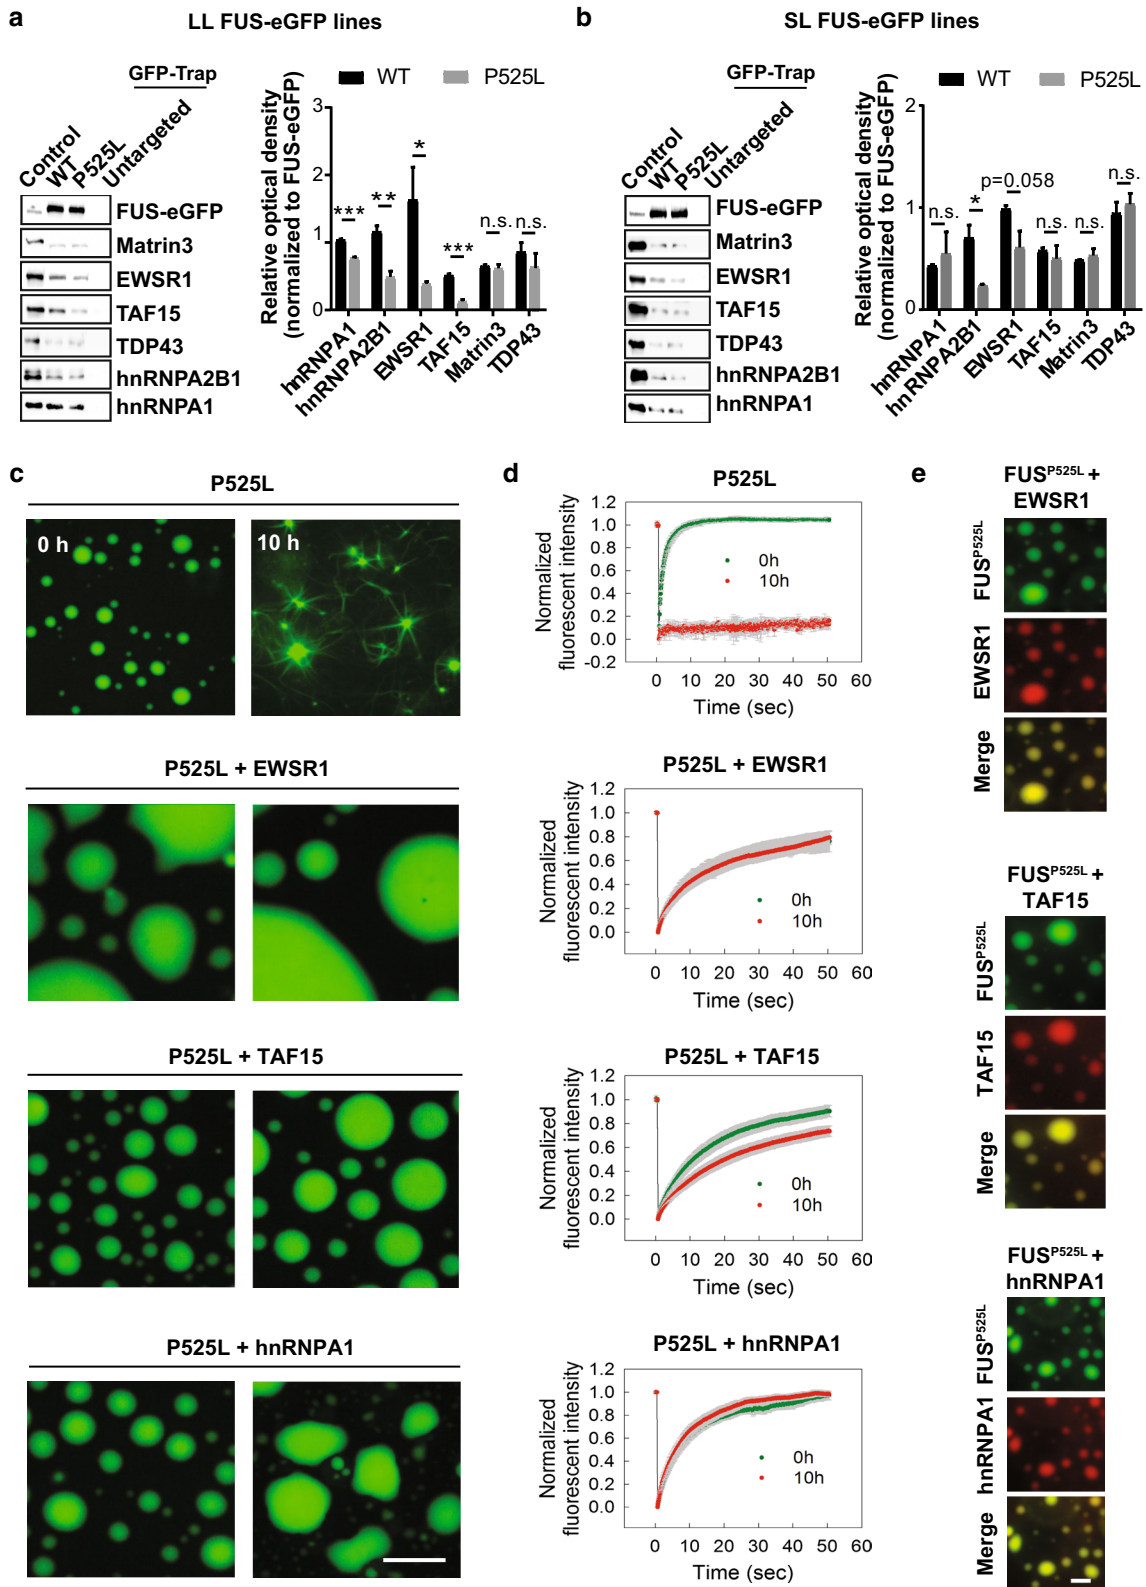 a
LL FUS-eGFP lines
GFP-Trap
Control
WT
P525L
Untargeted
FUS-eGFP
Matrin3
EWSR1
TAF15
TDP43
hnRNPA2B1
hnRNPA1
WT
P525L
Relative optical density
(normalized to FUS-eGFP)
3
2
1
0
***
**
*
***
n.s.
n.s.
hnRNPA1
hnRNPA2B1
EWSR1
TAF15
Matrin3
TDP43
b
SL FUS-eGFP lines
GFP-Trap
Control
WT
P525L
Untargeted
FUS-eGFP
Matrin3
EWSR1
TAF15
TDP43
hnRNPA2B1
hnRNPA1
WT
P525L
Relative optical density
(normalized to FUS-eGFP)
2
1
0
n.s.
*
p=0.058
n.s.
n.s.
n.s.
hnRNPA1
hnRNPA2B1
EWSR1
TAF15
Matrin3
TDP43
c
P525L
0 h
10 h
P525L + EWSR1
P525L + TAF15
P525L + hnRNPA1
d
P525L
Normalized
fluorescent intensity
1.2
1.0
0.8
0.6
0.4
0.2
0.0
-0.2
0h
10h
0 10 20 30 40 50 60
Time (sec)
P525L + EWSR1
Normalized
fluorescent intensity
1.2
1.0
0.8
0.6
0.4
0.2
0.0
0h
10h
0 10 20 30 40 50 60
Time (sec)
P525L + TAF15
Normalized
fluorescent intensity
1.2
1.0
0.8
0.6
0.4
0.2
0.0
0h
10h
0 10 20 30 40 50 60
Time (sec)
P525L + hnRNPA1
Normalized
fluorescent intensity
1.2
1.0
0.8
0.6
0.4
0.2
0.0
0h
10h
0 10 20 30 40 50 60
Time (sec)
e
FUSP525L +
EWSR1
FUSP525L
EWSR1
Merge
FUSP525L +
TAF15
FUSP525L
TAF15
Merge
FUSP525L +
hnRNPA1
FUSP525L
hnRNPA1
Merge